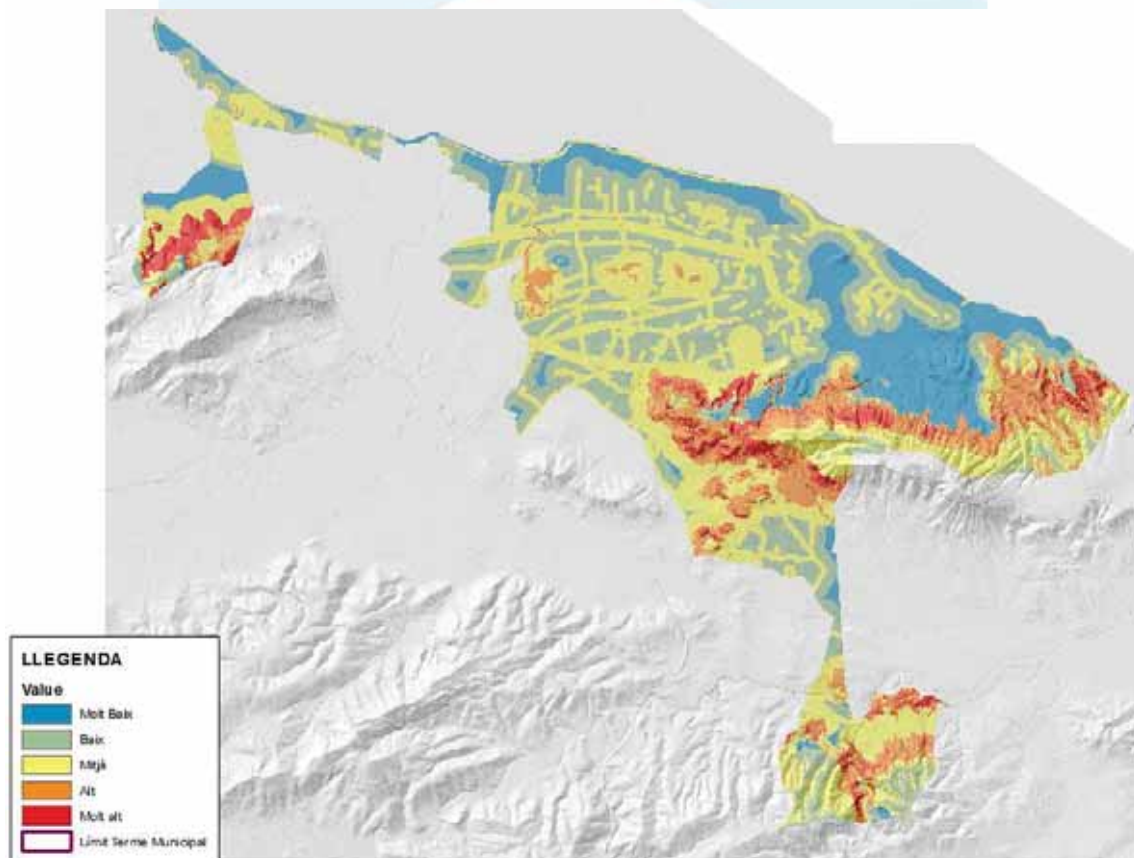 LLEGENDA
Value
Molt Baix
Baix
Mitjà
Alt
Molt alt
Límit Terme Municipal